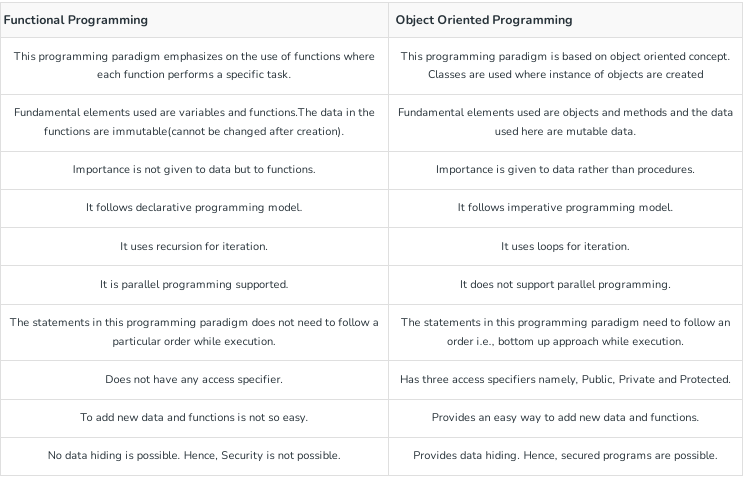 Functional Programming
Object Oriented Programming
This programming paradigm emphasizes on the use of functions where
each function performs a specific task.
This programming paradigm is based on object oriented concept.
Classes are used where instance of objects are created
Fundamental elements used are variables and functions.The data in the
functions are immutable(cannot be changed after creation).
Fundamental elements used are objects and methods and the data
used here are mutable data.
Importance is not given to data but to functions.
Importance is given to data rather than procedures.
It follows declarative programming model.
It follows imperative programming model.
It uses recursion for iteration.
It uses loops for iteration.
It is parallel programming supported.
It does not support parallel programming.
The statements in this programming paradigm does not need to follow a
particular order while execution.
The statements in this programming paradigm need to follow an
order i.e., bottom up approach while execution.
Does not have any access specifier.
Has three access specifiers namely, Public, Private and Protected.
To add new data and functions is not so easy.
Provides an easy way to add new data and functions.
No data hiding is possible. Hence, Security is not possible.
Provides data hiding. Hence, secured programs are possible.